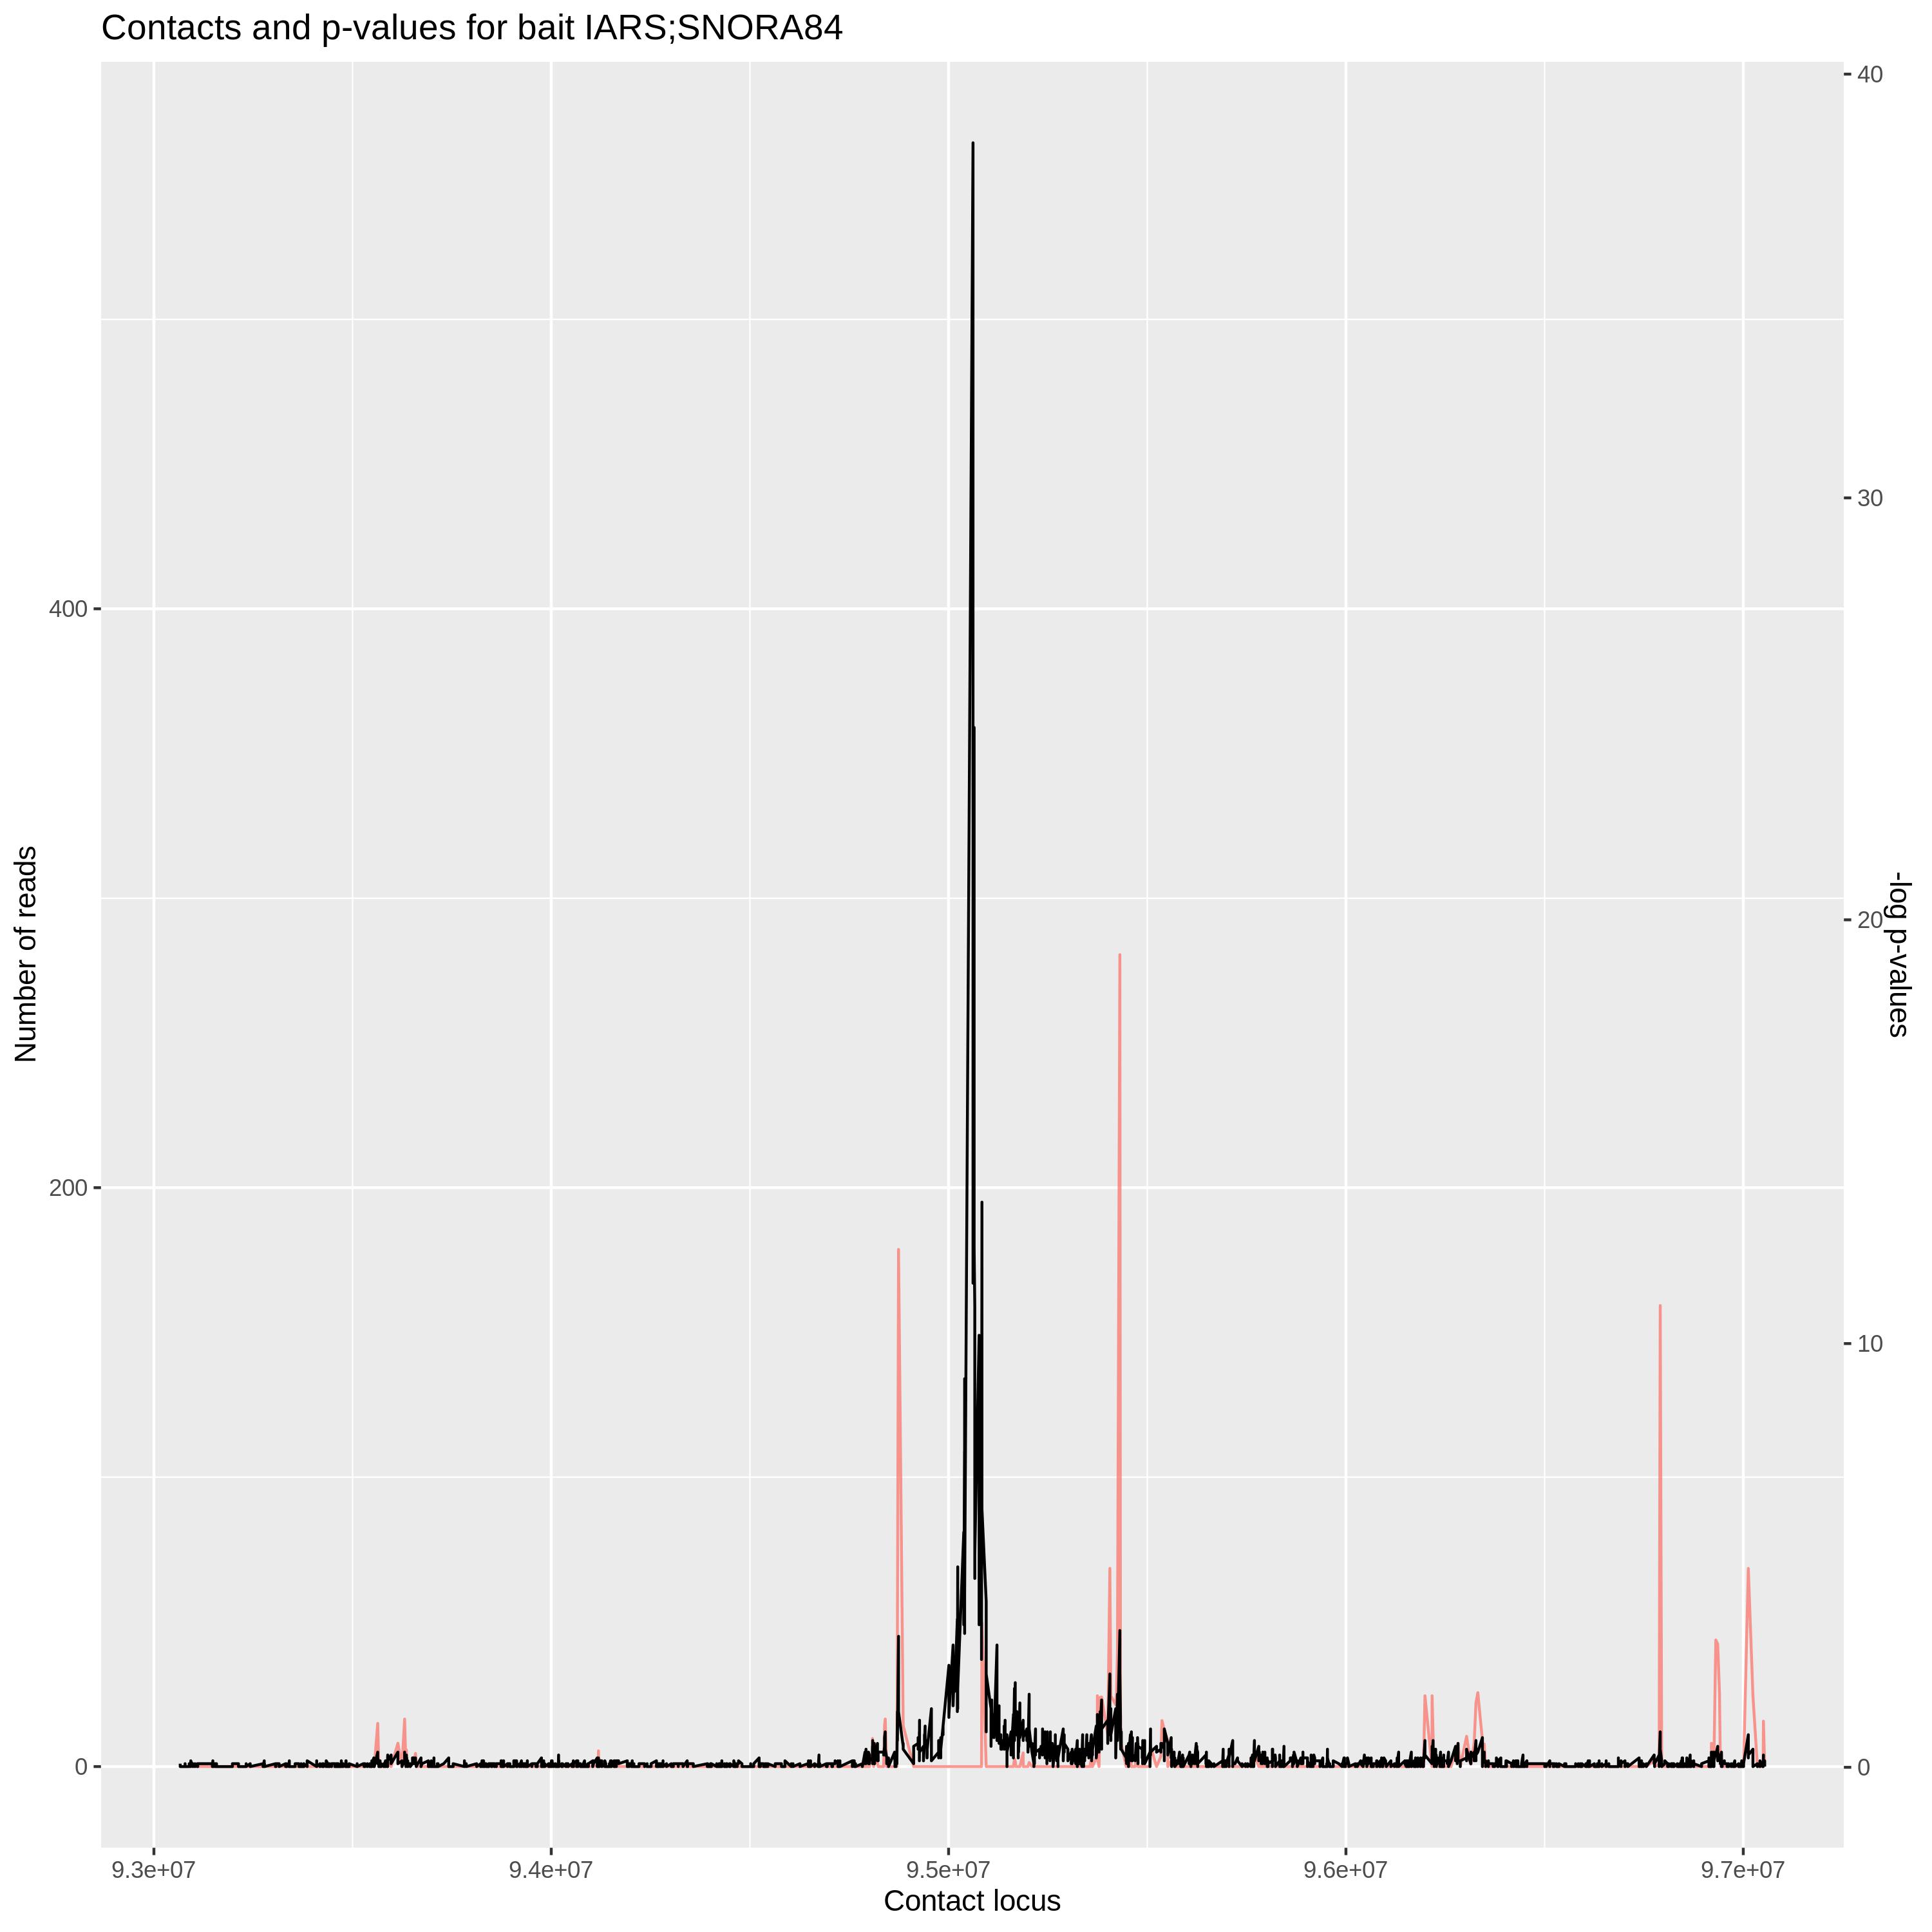 Contacts and p-values for bait IARS;SNORA84
Number of reads
400
200
0
40
30
20
10
0
-log p-values
9.3e+07
9.4e+07
9.5e+07
9.6e+07
9.7e+07
Contact locus